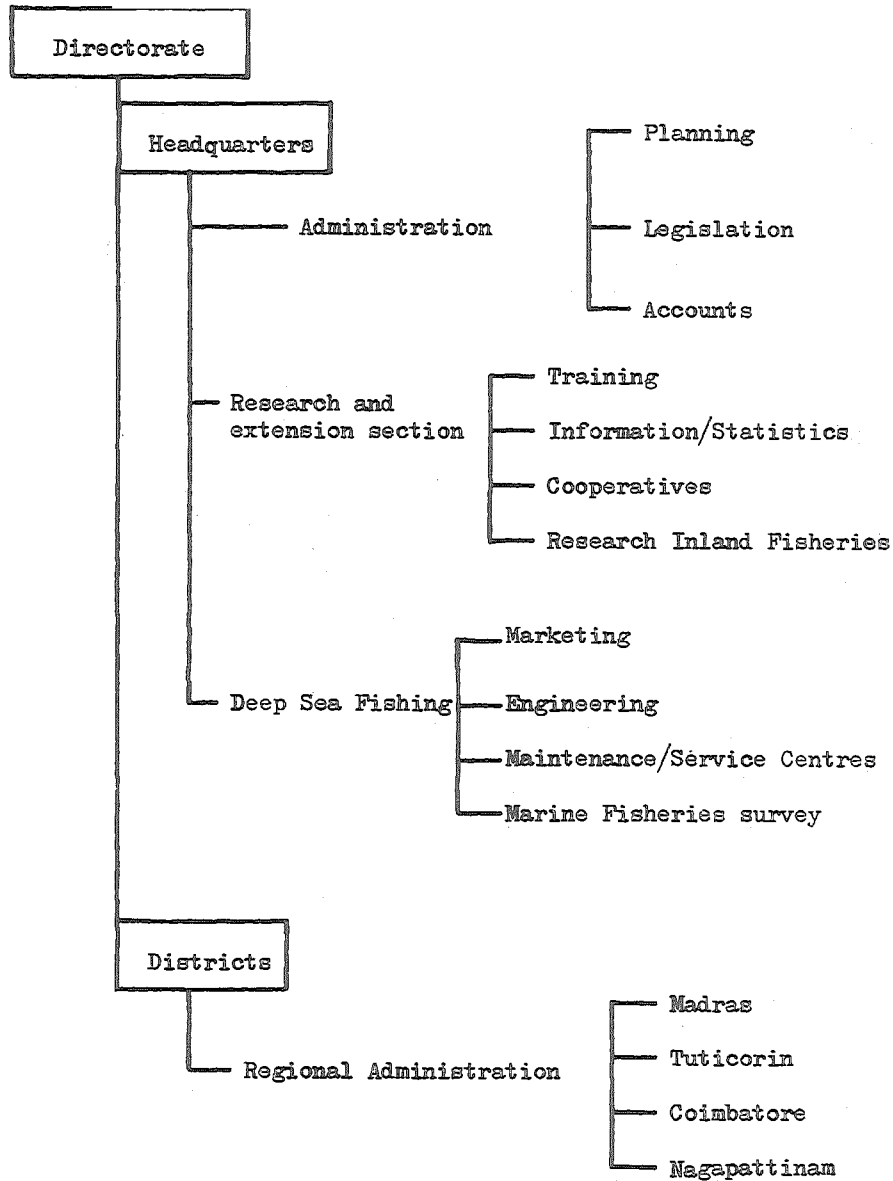 Directorate
Headquarters
Administration
Planning
Legislation
Accounts
Research and
extension section
Training
Information/Statistics
Cooperatives
Research Inland Fisheries
Deep Sea Fishing
Marketing
Engineering
Maintenance/Service Centres
Marine Fisheries survey
Districts
Regional Administration
Madras
Tuticorin
Coimbatore
Nagapattinam